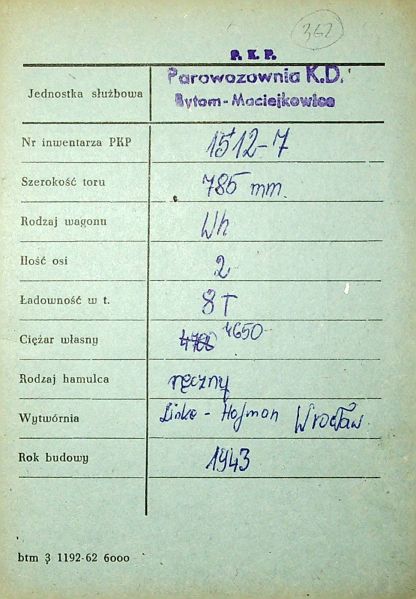 362
P. K. P.
Jednostka służbowa Parowozownia K.D.
Bytom-Maciejkowice
Nr inwentarza PKP 1512-7
Szerokość toru 785 mm.
Rodzaj wagonu Wh
Ilość osi 2
Ładowność w t. 8T
Ciężar własny 4650
Rodzaj hamulca ręczny
Wytwórnia Linke - Hofman Wrocław.
Rok budowy 1943
btm 3 1192-62 6000